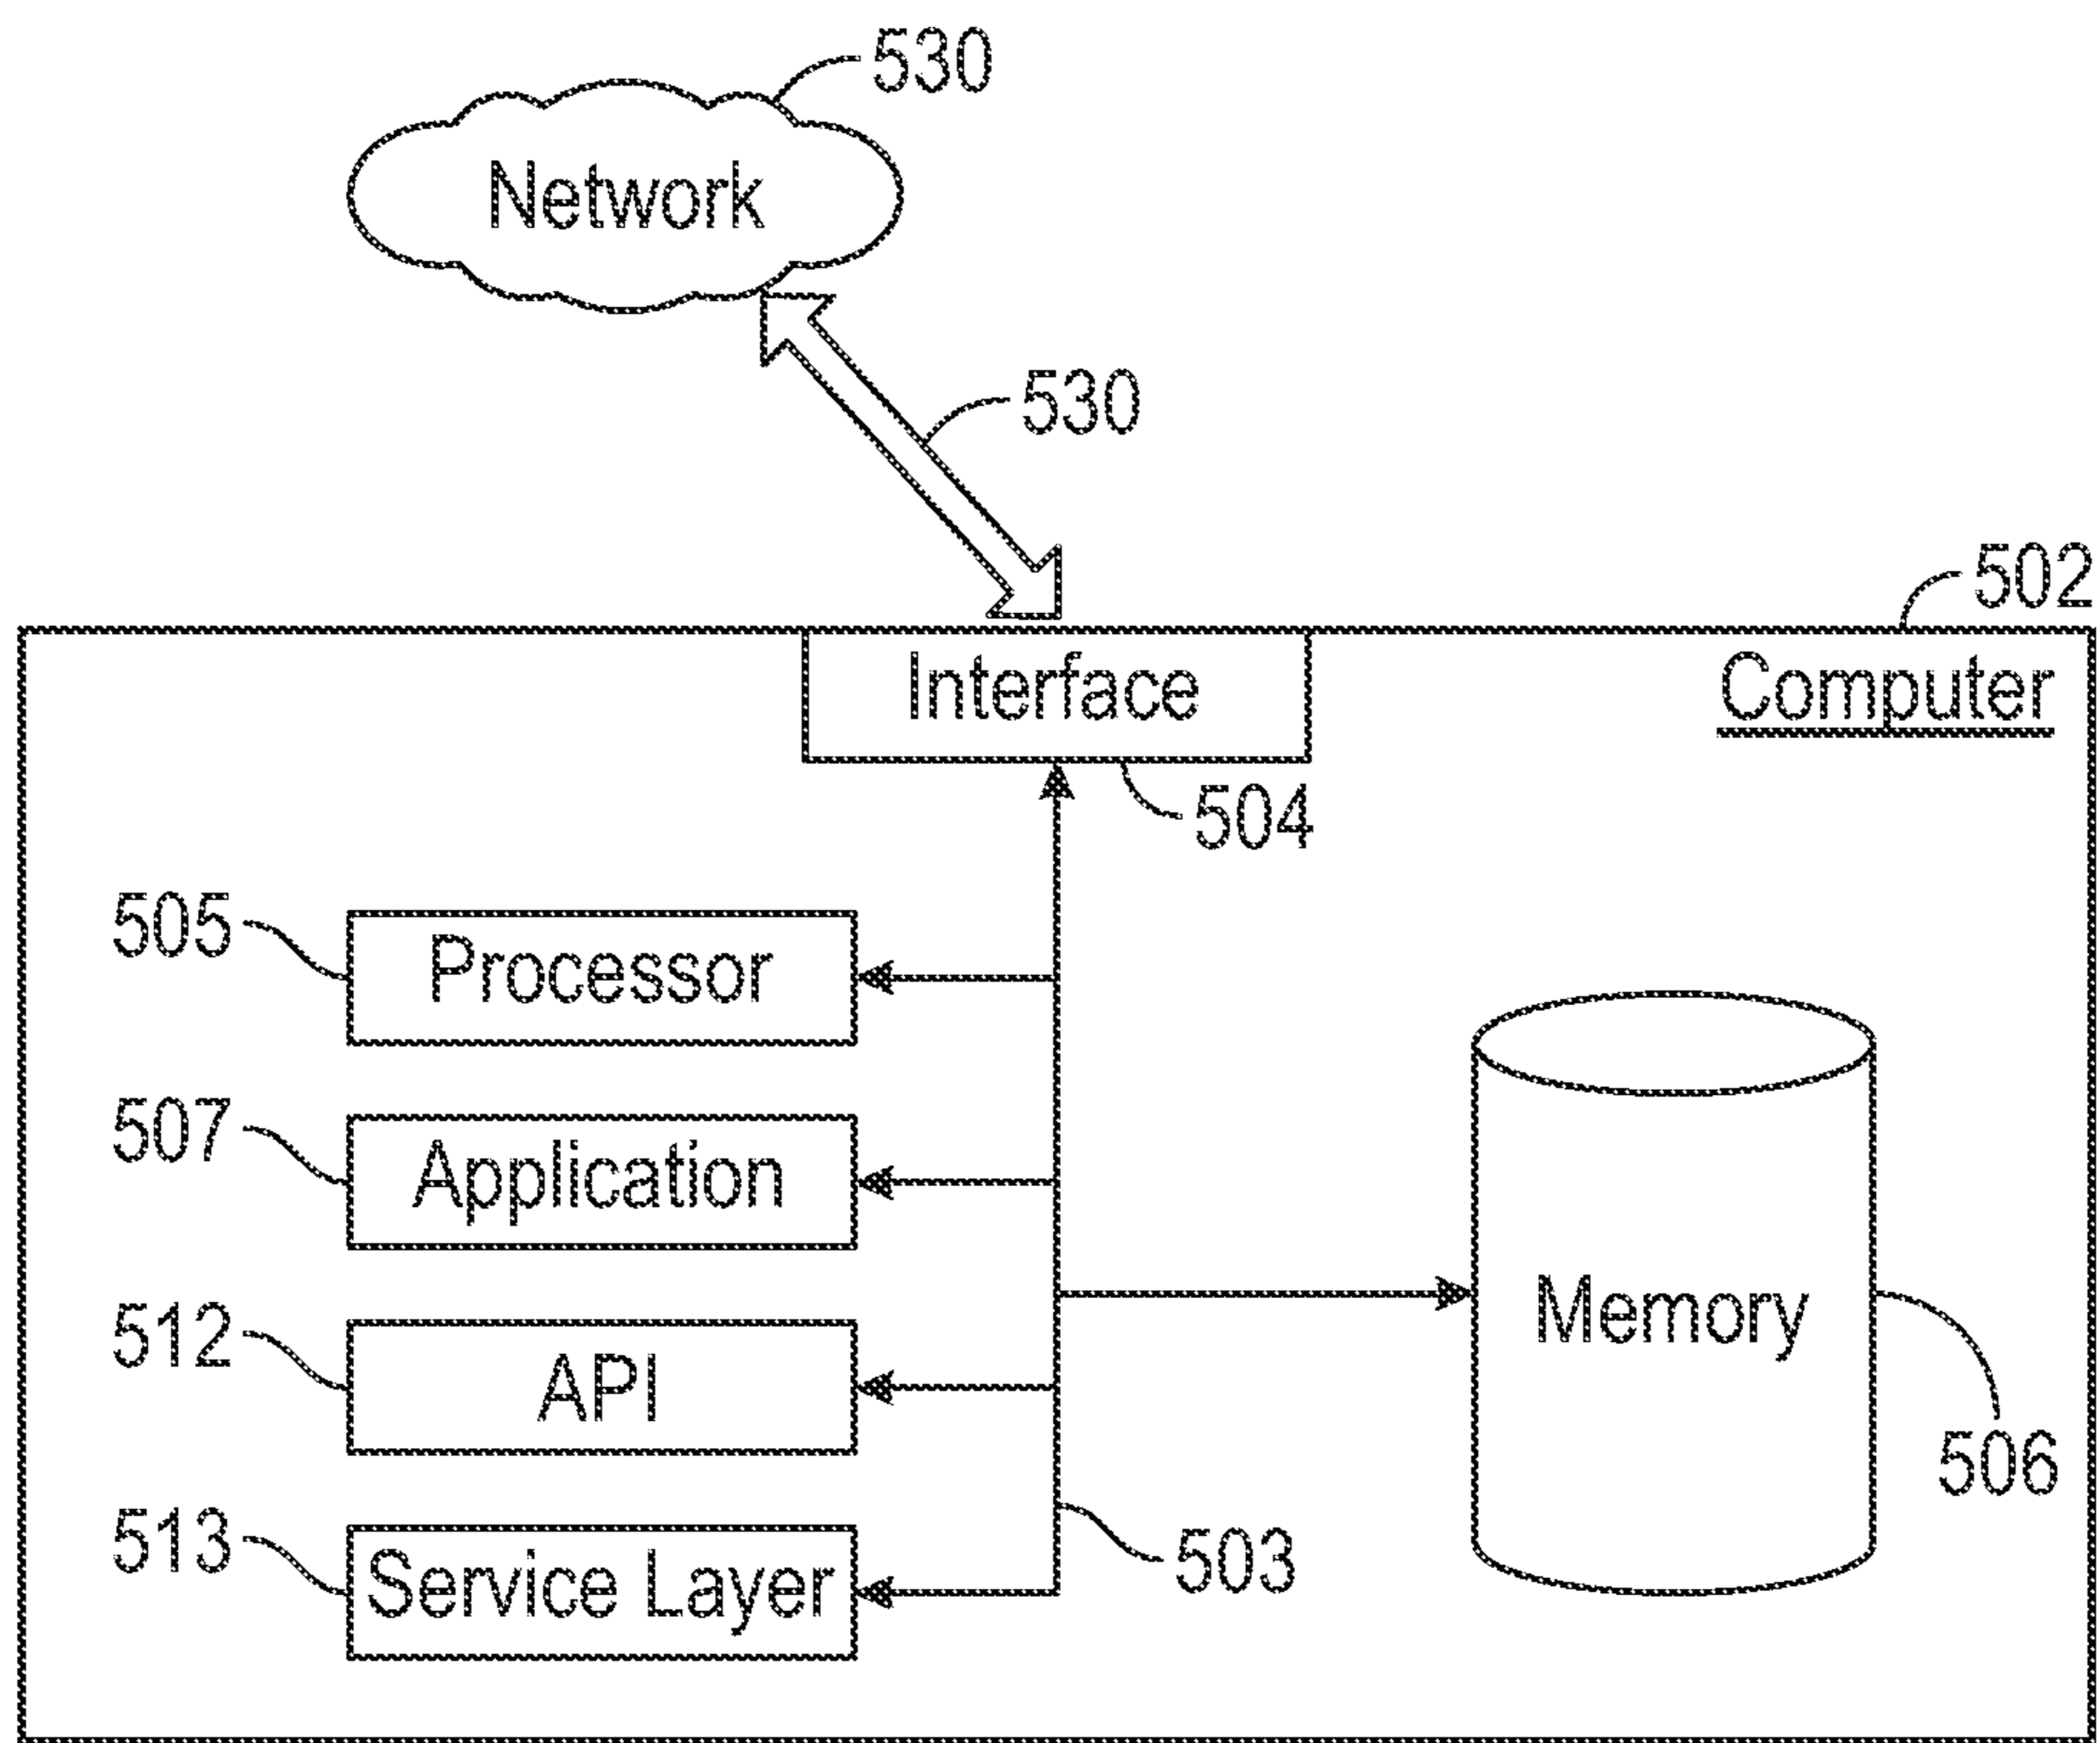 530
Network
530
502
Interface
Computer
504
505
Processor
507
Application
512
API
Memory
506
513
Service Layer
503